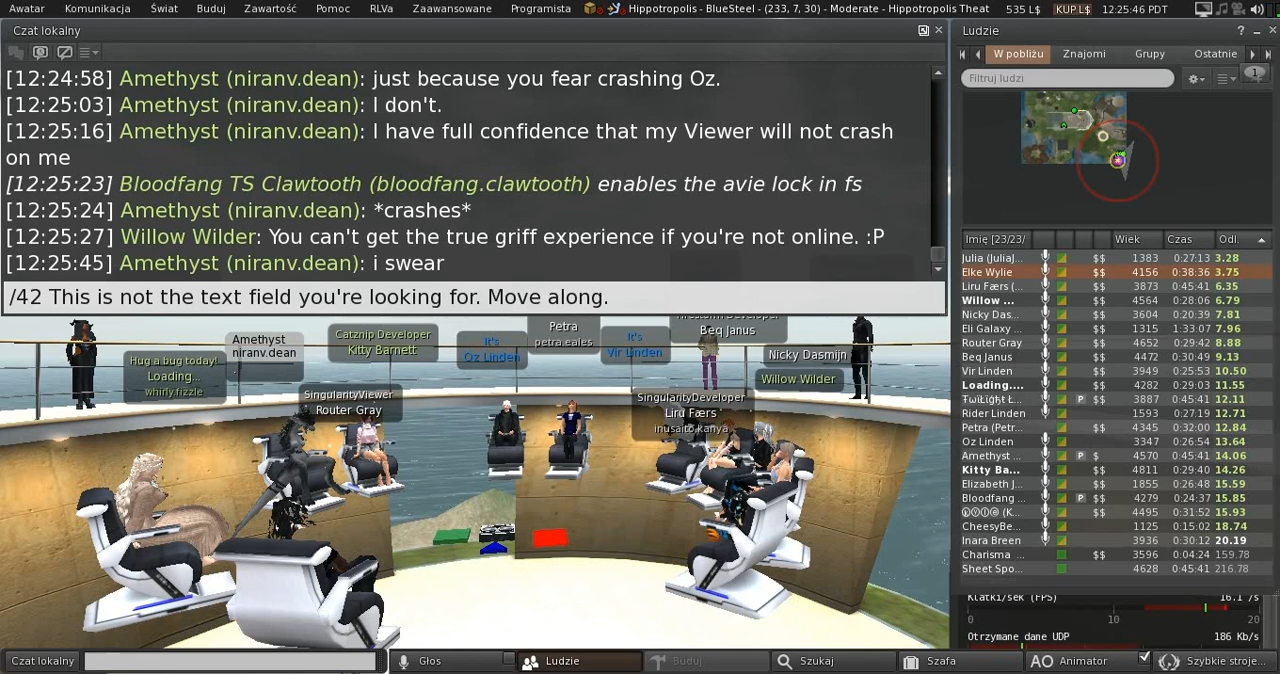 Awatar Komunikacja Świat Buduj Zawartość Pomoc RLVa Zaawansowane Programista Hippotropolis - BlueSteel - (233, 7, 30) - Moderate - Hippotropolis Theat 535 L$ KUP L$ 12:25:46 PDT
Czat lokalny
[12:24:58] Amethyst (niranv.dean): just because you fear crashing Oz.
[12:25:03] Amethyst (niranv.dean): I don't.
[12:25:16] Amethyst (niranv.dean): I have full confidence that my Viewer will not crash
on me
[12:25:23] Bloodfang TS Clawtooth (bloodfang.clawtooth) enables the avie lock in fs
[12:25:24] Amethyst (niranv.dean): *crashes*
[12:25:27] Willow Wilder: You can't get the true griff experience if you're not online. :P
[12:25:45] Amethyst (niranv.dean): i swear
/42 This is not the text field you're looking for. Move along.
Hug a bug today!
Loading...
whirly.fizzle
Amethyst
niranv.dean
Catznip Developer
Kitty Barnett
It's
Oz Linden
Petra
petra.eales
It's
Vir Linden
Beq Janus
Nicky Dasmijn
Willow Wilder
SingularityViewer
Router Gray
SingularityDeveloper
Liru Færs
inusaito.kanya
Ludzie
W pobliżu Znajomi Grupy Ostatnie
1
Filtruj ludzi
Imię [23/23/ Wiek Czas Odl.
Julia (JuliaJ... $$ 1383 0:27:13 3.28
Elke Wylie $$ 4156 0:38:36 3.75
Liru Færs (... $$ 3873 0:45:41 6.35
Willow ... $$ 4564 0:28:06 6.79
Nicky Das... $$ 3604 0:20:39 7.81
Eli Galaxy ... $$ 1315 1:33:07 7.96
Router Gray $$ 4652 0:29:42 8.88
Beq Janus $$ 4472 0:30:49 9.13
Vir Linden $$ 3949 0:25:53 10.50
Loading.... $$ 4282 0:29:03 11.55
P $$ 3887 0:45:41 12.11
Rider Linden 1593 0:27:19 12.71
Petra (Petr... $$ 4345 0:32:00 12.84
Oz Linden 3347 0:26:54 13.64
Amethyst ... P $ 4570 0:45:41 14.06
Kitty Ba... $$ 4811 0:29:40 14.26
Elizabeth J... 1855 0:26:48 15.59
Bloodfang ... P $$ 4279 0:24:37 15.85
(K... $$ 4495 0:31:52 15.93
CheesyBe... 1125 0:15:02 18.74
Inara Breen 3936 0:30:12 20.19
Charisma ... $$ 3596 0:04:24 159.78
Sheet Spo... 4628 0:45:41 216.78
Klatki/sek (FPS) 16.1 /s
0 10 20
Otrzymane dane UDP 186 Kb/s
Czat lokalny Głos Ludzie Buduj Szukaj Szafa AO Animator Szybkie stroje...